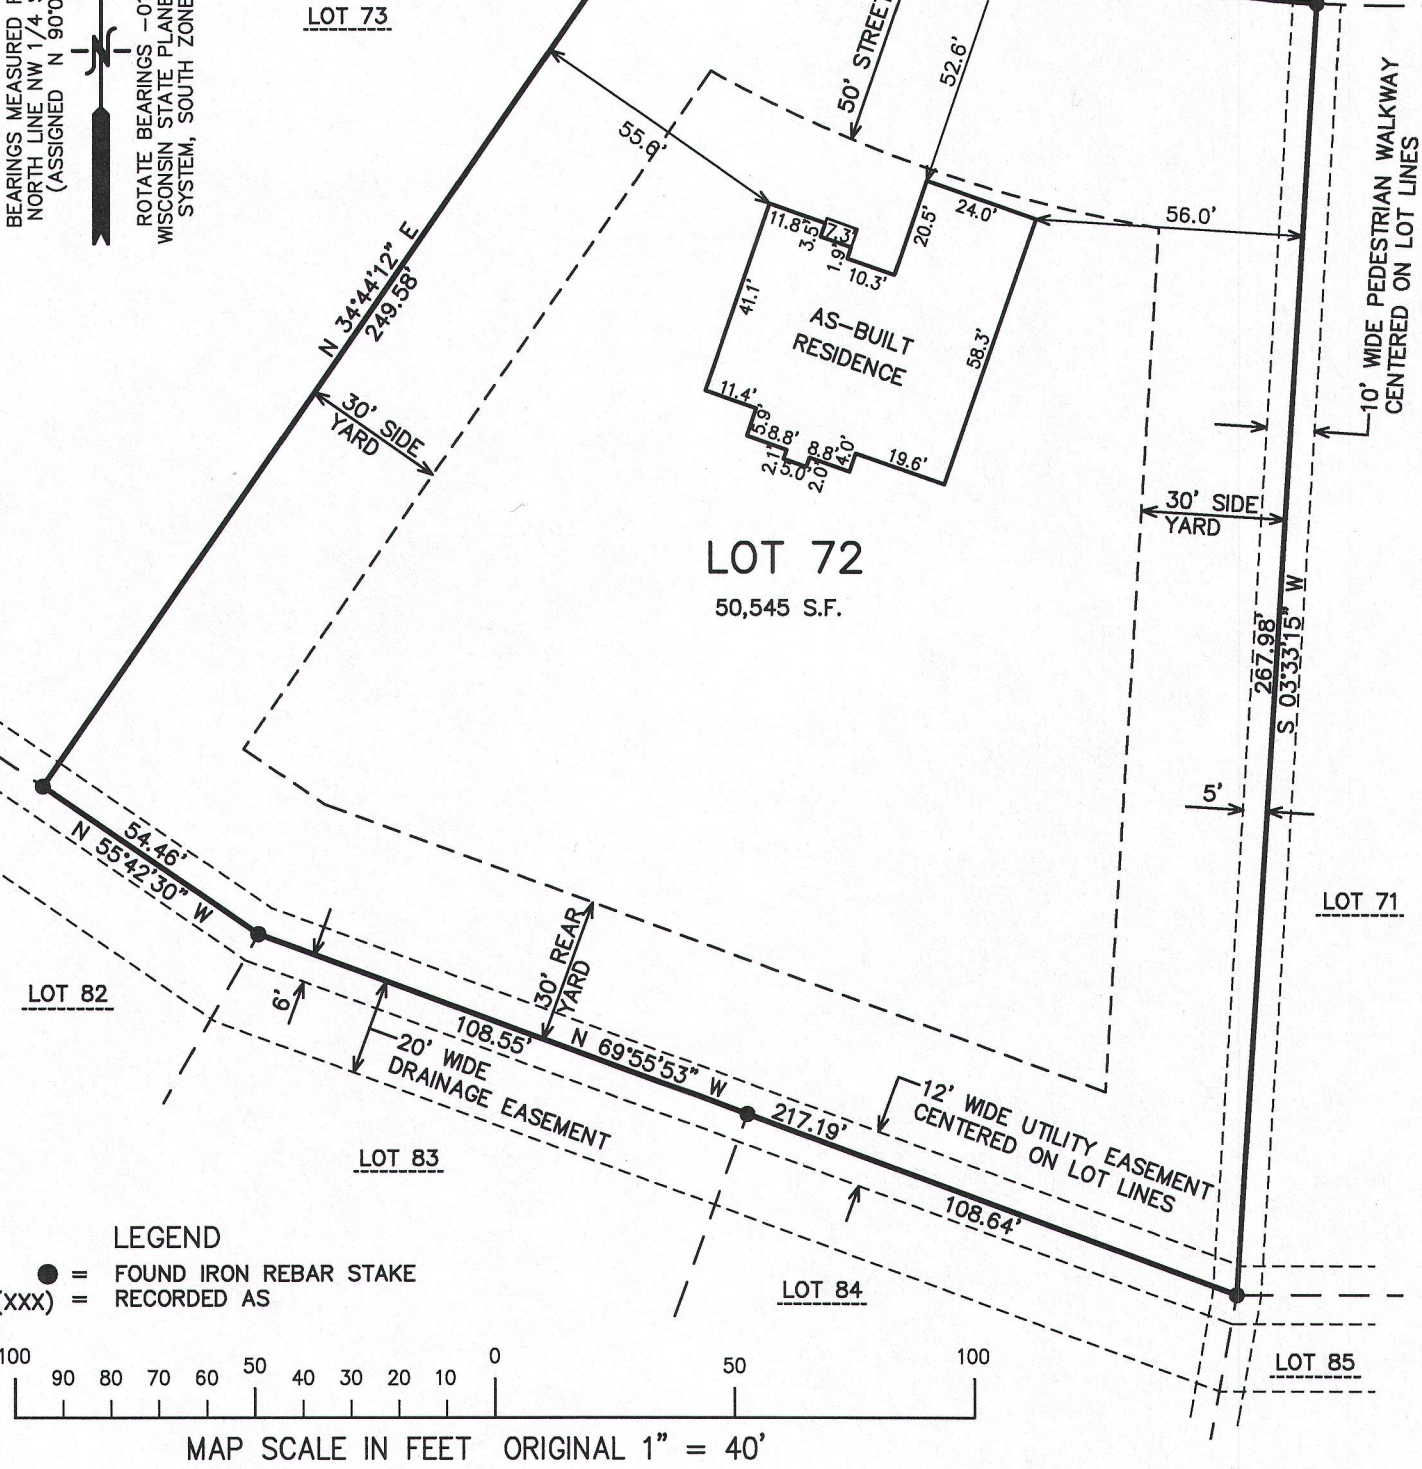 BEARINGS MEASURED
NORTH LINE NW 1/4
(ASSIGNED N 90°0
N
ROTATE BEARINGS -0
WISCONSIN STATE PLANE
SYSTEM, SOUTH ZONE
LOT 73
50' STREET
52.6'
55.6'
N 34°44'12" E
249.58'
30' SIDE
YARD
11.8'
3.5'
7.3'
1.9'
10.3'
20.5'
24.0'
56.0'
41.1'
AS-BUILT
RESIDENCE
58.3'
11.4'
5.9'
8.8'
2.1'
5.0'
2.0'
8.8'
4.0'
19.6'
10' WIDE PEDESTRIAN WALKWAY
CENTERED ON LOT LINES
30' SIDE
YARD
LOT 72
50,545 S.F.
267.98'
S 03°33'15" W
5'
LOT 71
54.46'
N 55°42'30" W
LOT 82
6'
30' REAR
YARD
108.55'
N 69°55'53" W
217.19'
20' WIDE
DRAINAGE EASEMENT
12' WIDE UTILITY EASEMENT
CENTERED ON LOT LINES
108.64'
LOT 83
LOT 84
LOT 85
LEGEND
= FOUND IRON REBAR STAKE
(XXX) = RECORDED AS
100 90 80 70 60 50 40 30 20 10 0 50 100
MAP SCALE IN FEET ORIGINAL 1" = 40'